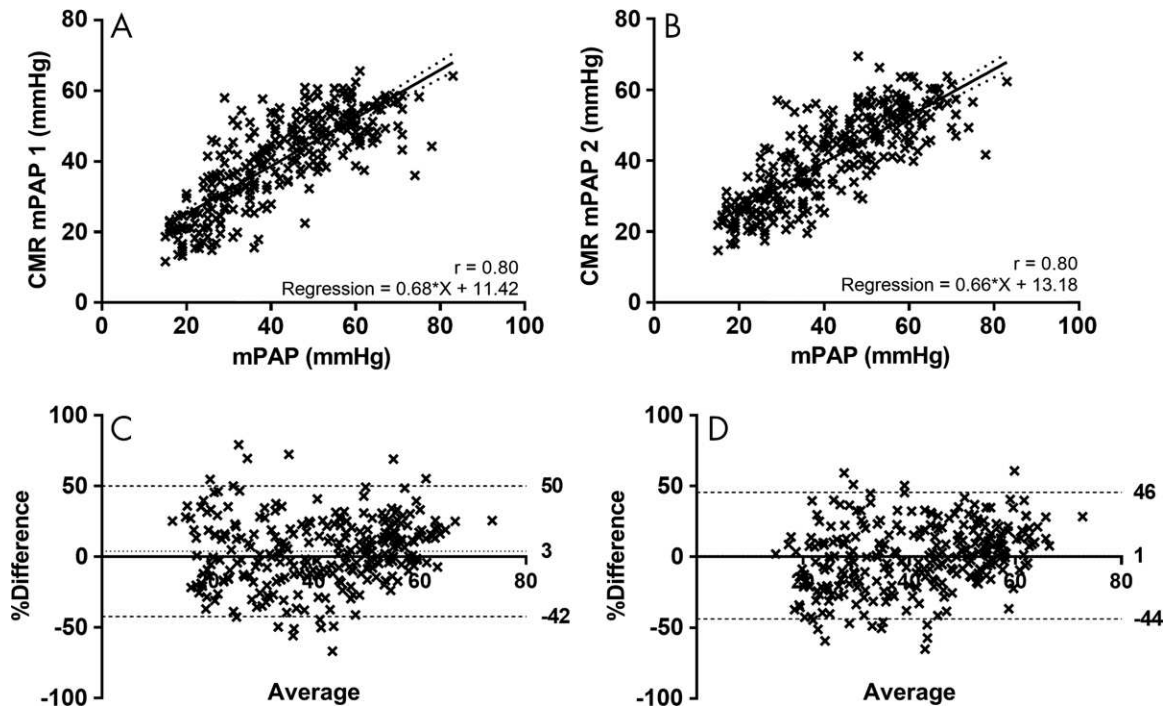 A
80
60
40
20
0
CMR mPAP 1 (mmHg)
r = 0.80
Regression = 0.68*X + 11.42
0 20 40 60 80 100
mPAP (mmHg)
B
80
60
40
20
0
CMR mPAP 2 (mmHg)
r = 0.80
Regression = 0.66*X + 13.18
0 20 40 60 80 100
mPAP (mmHg)
C
100
50
0
-50
-100
%Difference
50
3
-42
40 60 80
Average
D
100
50
0
-50
-100
%Difference
46
1
-44
40 60 80
Average